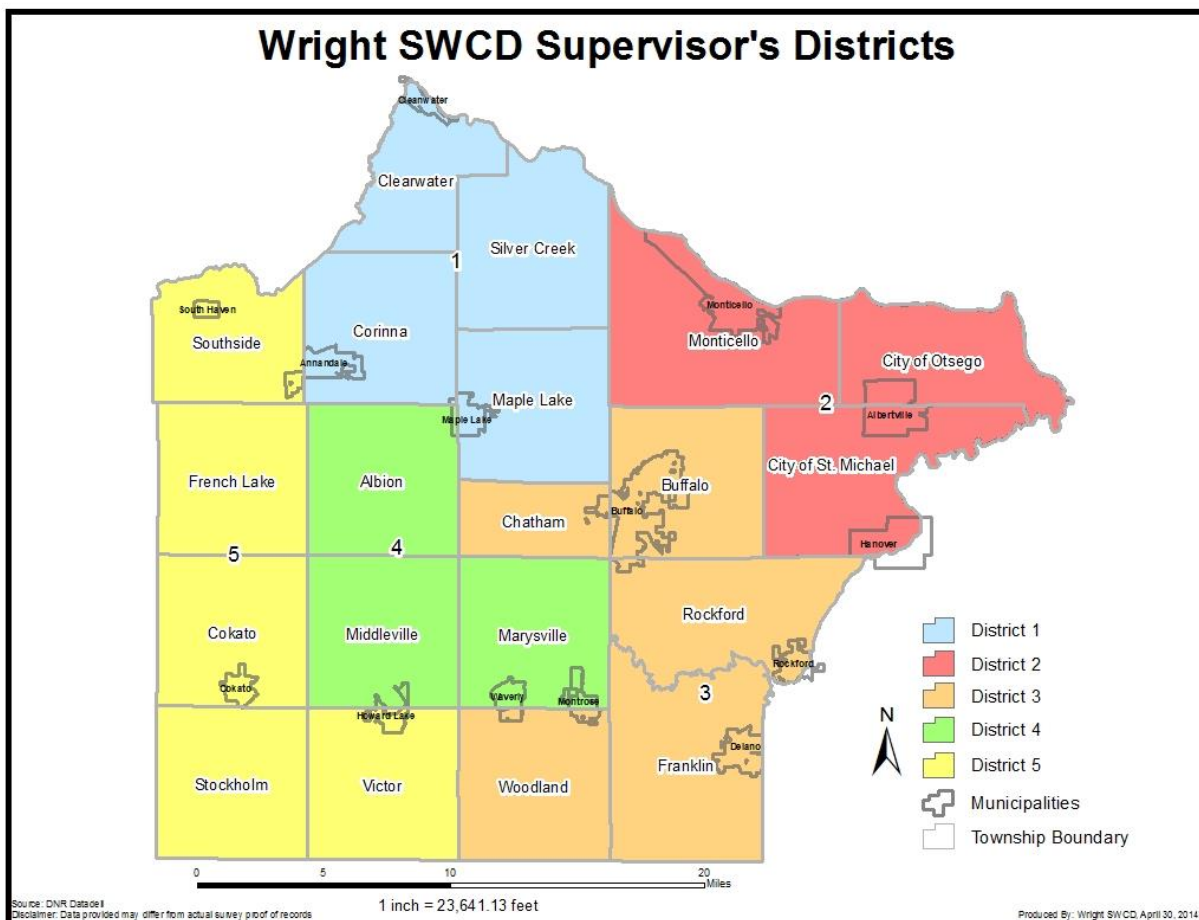 Wright SWCD Supervisor's Districts
Clearwater
Clearwater
Silver Creek
1
South Haven
Monticello
Southside
Corinna
Monticello
Annandale
City of Otsego
Maple Lake
2
Maple Lake
Albertville
City of St. Michael
French Lake
Albion
Buffalo
Chatham
Buffalo
Hanover
5
4
Rockford
Cokato
Middleville
Marysville
District 1
Rockford
District 2
Cokato
Waverly
Montrose
3
District 3
Howard Lake
N
District 4
Delano
Franklin
District 5
Stockholm
Victor
Woodland
Municipalities
Township Boundary
0 5 10 20
Miles
1 inch = 23,641.13 feet
Source: DNR Datadeli
Disclaimer: Data provided may differ from actual survey proof of records
Produced By: Wright SWCD, April 30, 2014